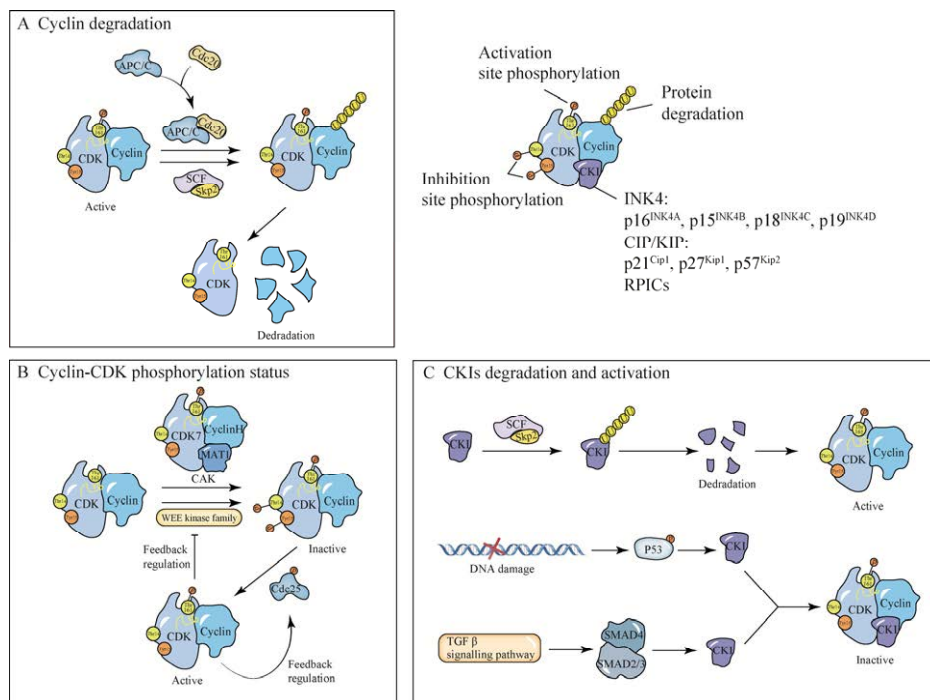 A Cyclin degradation
APC/C
Cdc20
APC/C
Cdc20
CDK
Cyclin
Active
SCF
Skp2
CDK
Cyclin
CDK
Dedradation
Activation
site phosphorylation
Protein
degradation
CDK
Cyclin
CKI
Inhibition
site phosphorylation
INK4:
p16INK4A, p15INK4B, p18INK4C, p19INK4D
CIP/KIP:
p21Cip1, p27Kip1, p57Kip2
RPICs
B Cyclin-CDK phosphorylation status
CDK7
CyclinH
MAT1
CAK
CDK
Cyclin
WEE kinase family
CDK
Cyclin
Inactive
Feedback
regulation
Cdc25
CDK
Cyclin
Active
Feedback
regulation
C CKIs degradation and activation
CKI
SCF
Skp2
CKI
Dedradation
CDK
Cyclin
Active
DNA damage
P53
CKI
TGF β
signalling pathway
SMAD4
SMAD2/3
CKI
CDK
Cyclin
CKI
Inactive